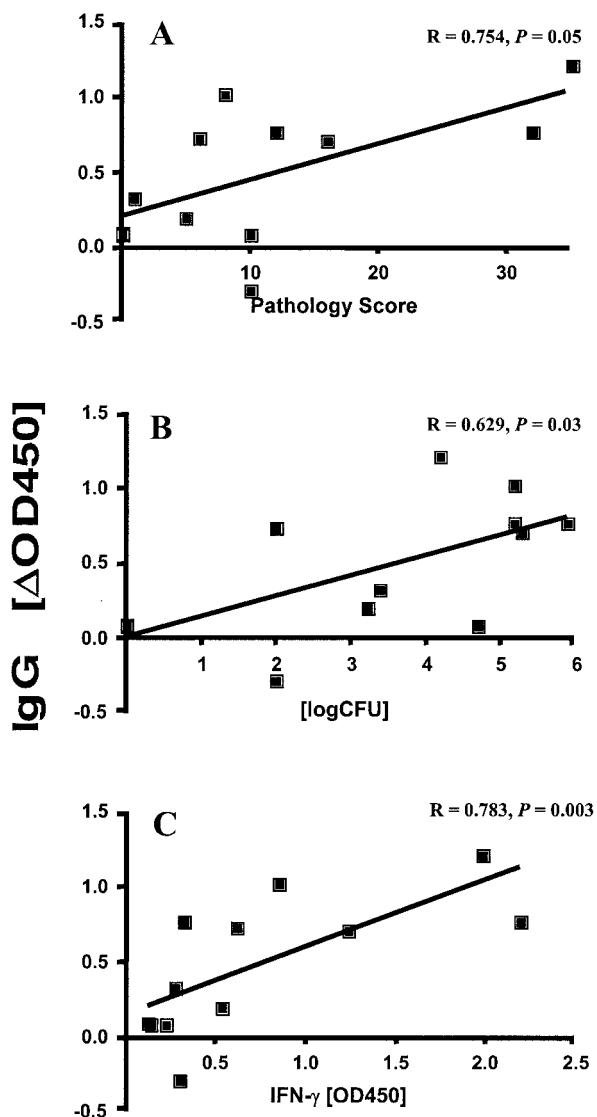 A
R = 0.754, P = 0.05
1.5
1.0
0.5
0.0
-0.5
10
20
30
Pathology Score
IgG [ΔOD450]
B
R = 0.629, P = 0.03
1.5
1.0
0.5
0.0
-0.5
1
2
3
4
5
6
[logCFU]
C
R = 0.783, P = 0.003
1.5
1.0
0.5
0.0
-0.5
0.5
1.0
1.5
2.0
2.5
IFN-γ [OD450]